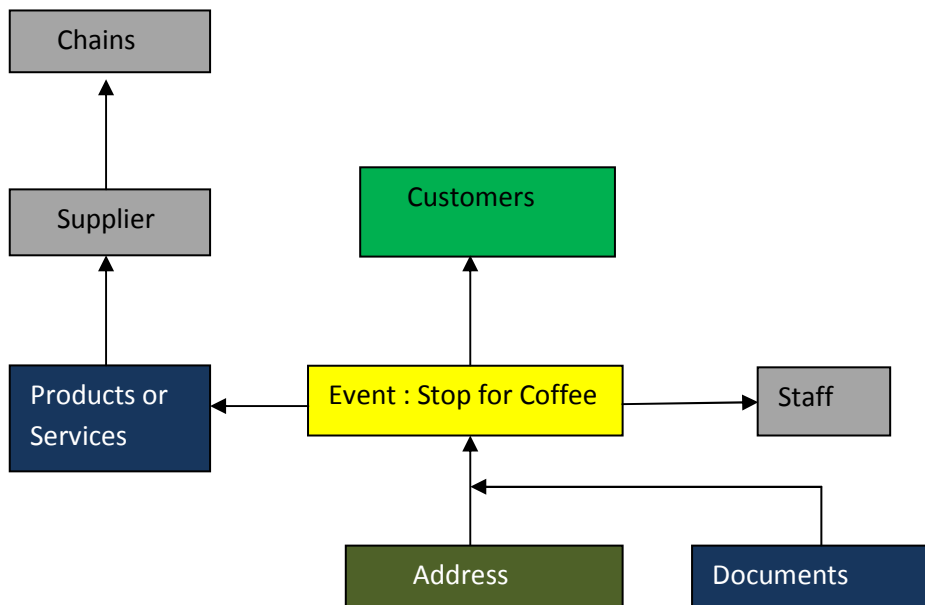 Chains
Supplier
Customers
Products or
Services
Event : Stop for Coffee
Staff
Address
Documents